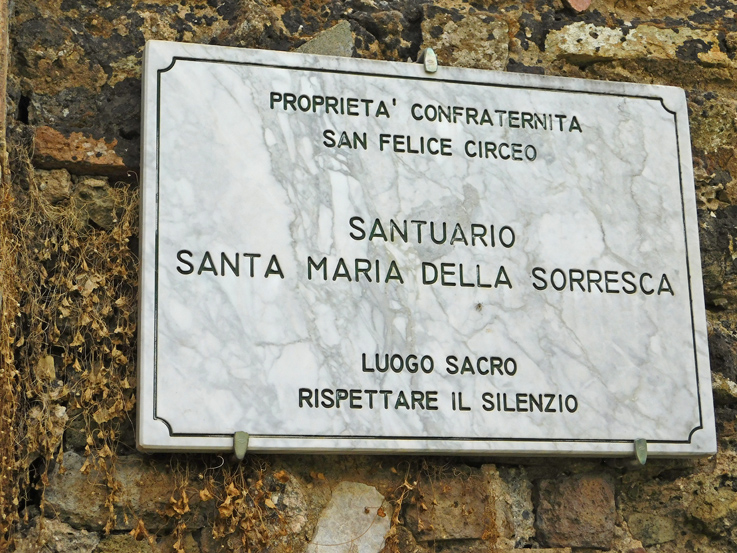 PROPRIETA' CONFRATERNITA
SAN FELICE CIRCEO
SANTUARIO
SANTA MARIA DELLA SORRESCA
LUOGO SACRO
RISPETTARE IL SILENZIO